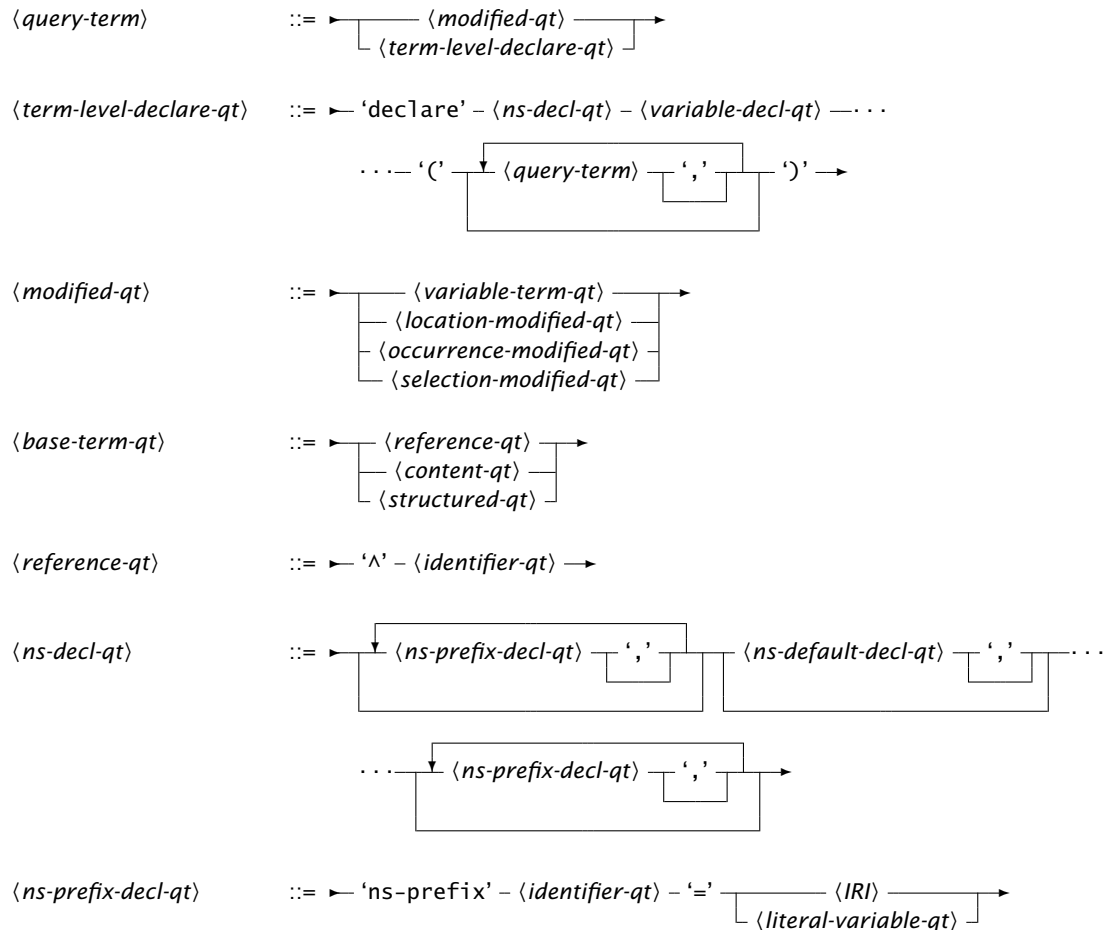 ⟨query-term⟩ ::= ⟨modified-qt⟩
⟨term-level-declare-qt⟩
⟨term-level-declare-qt⟩ ::= ‘declare’ ⟨ns-decl-qt⟩ ⟨variable-decl-qt⟩ ···
··· ‘(’ ⟨query-term⟩ ‘,’ ‘)’
⟨modified-qt⟩ ::= ⟨variable-term-qt⟩
⟨location-modified-qt⟩
⟨occurrence-modified-qt⟩
⟨selection-modified-qt⟩
⟨base-term-qt⟩ ::= ⟨reference-qt⟩
⟨content-qt⟩
⟨structured-qt⟩
⟨reference-qt⟩ ::= ‘^’ ⟨identifier-qt⟩
⟨ns-decl-qt⟩ ::= ⟨ns-prefix-decl-qt⟩ ‘,’ ⟨ns-default-decl-qt⟩ ‘,’ ···
··· ⟨ns-prefix-decl-qt⟩ ‘,’
⟨ns-prefix-decl-qt⟩ ::= ‘ns-prefix’ ⟨identifier-qt⟩ ‘=’ ⟨IRI⟩
⟨literal-variable-qt⟩